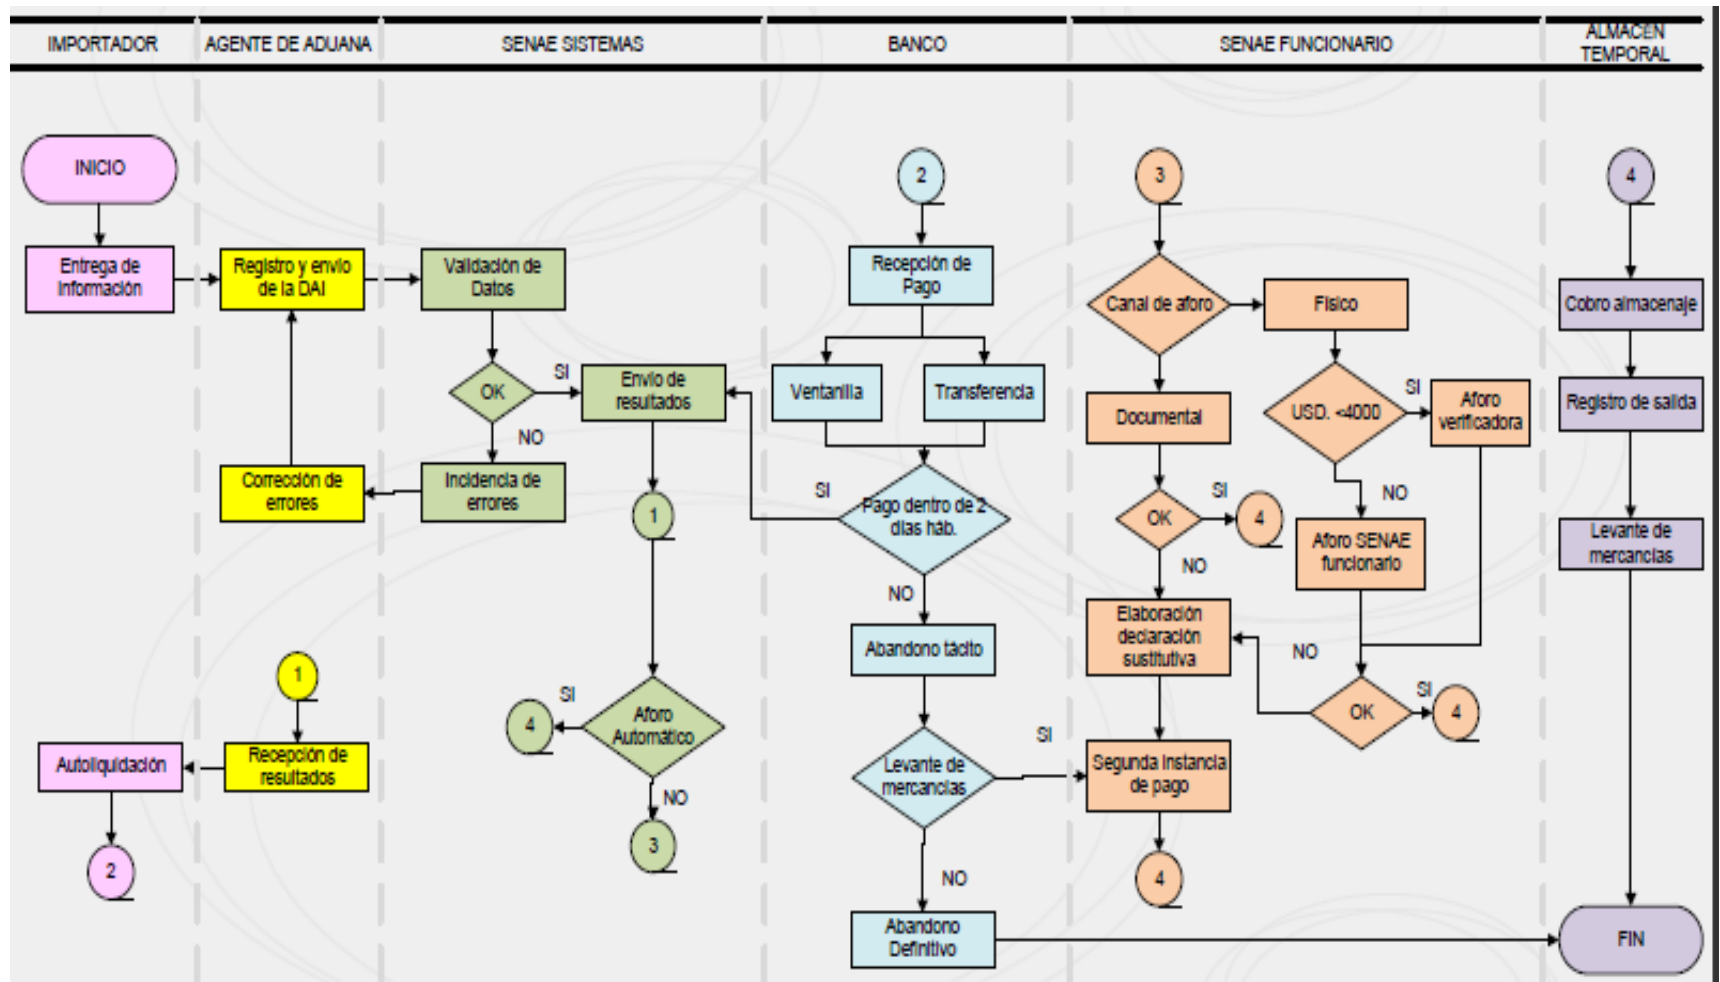 IMPORTADOR
AGENTE DE ADUANA
SENAE SISTEMAS
BANCO
SENAE FUNCIONARIO
ALMACÉN
TEMPORAL
INICIO
Entrega de
Información
Registro y envío
de la DAI
Corrección de
errores
1
Recepción de
resultados
Autoliquidación
2
Validación de
Datos
OK
SI
NO
Envío de
resultados
Incidencia de
errores
1
Aforo
Automático
SI
4
NO
3
2
Recepción de
Pago
Ventanilla
Transferencia
Pago dentro de 2
días háb.
SI
NO
Abandono tácito
Levante de
mercancías
SI
NO
Abandono
Definitivo
3
Canal de aforo
Físico
Documental
USD. <4000
SI
Aforo
verificadora
NO
OK
SI
4
NO
Aforo SENAE
funcionario
Elaboración
declaración
sustitutiva
NO
OK
SI
4
Segunda instancia
de pago
4
4
Cobro almacenaje
Registro de salida
Levante de
mercancías
FIN